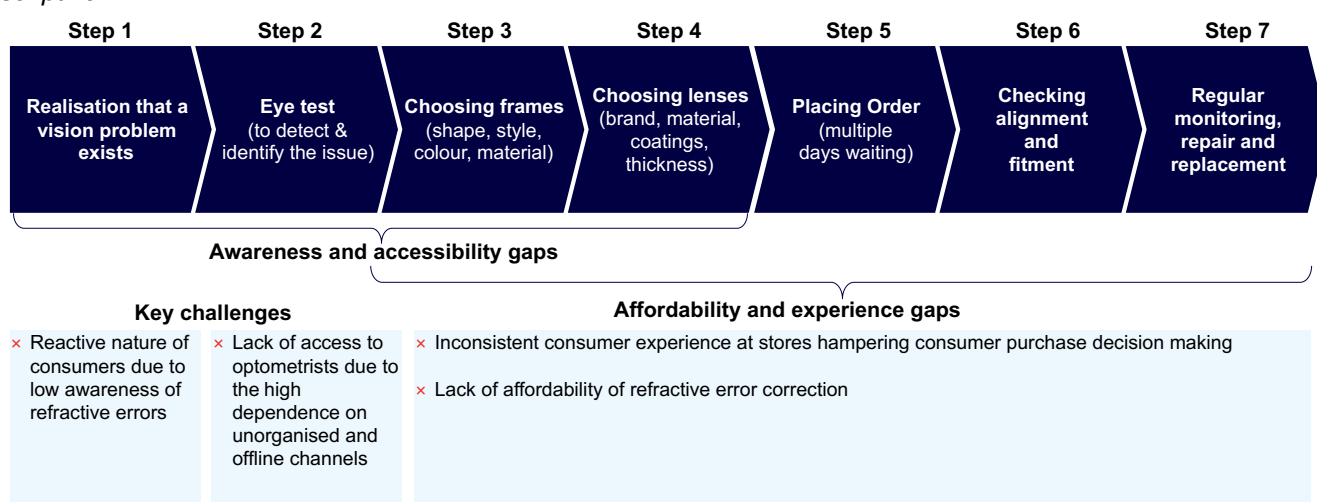 Step 1
Step 2
Step 3
Step 4
Step 5
Step 6
Step 7
Realisation that a
vision problem
exists
Eye test
(to detect &
identify the issue)
Choosing frames
(shape, style,
colour, material)
Choosing lenses
(brand, material,
coatings,
thickness)
Placing Order
(multiple
days waiting)
Checking
alignment
and
fitment
Regular
monitoring,
repair and
replacement
Awareness and accessibility gaps
Affordability and experience gaps
Key challenges
× Reactive nature of
consumers due to
low awareness of
refractive errors
× Lack of access to
optometrists due to
the high
dependence on
unorganised and
offline channels
× Inconsistent consumer experience at stores hampering consumer purchase decision making
× Lack of affordability of refractive error correction